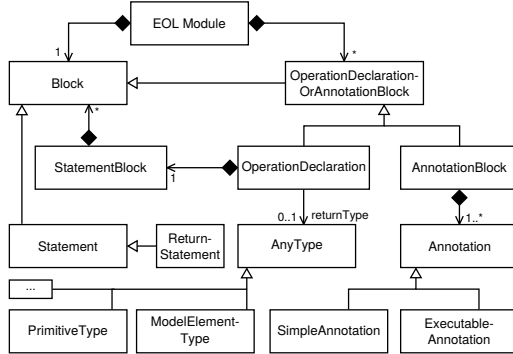 EOL Module
1
*
Block
OperationDeclaration-
OrAnnotationBlock
*
StatementBlock
1
OperationDeclaration
AnnotationBlock
0..1
returnType
1..*
Statement
Return-
Statement
AnyType
Annotation
...
PrimitiveType
ModelElement-
Type
SimpleAnnotation
Executable-
Annotation